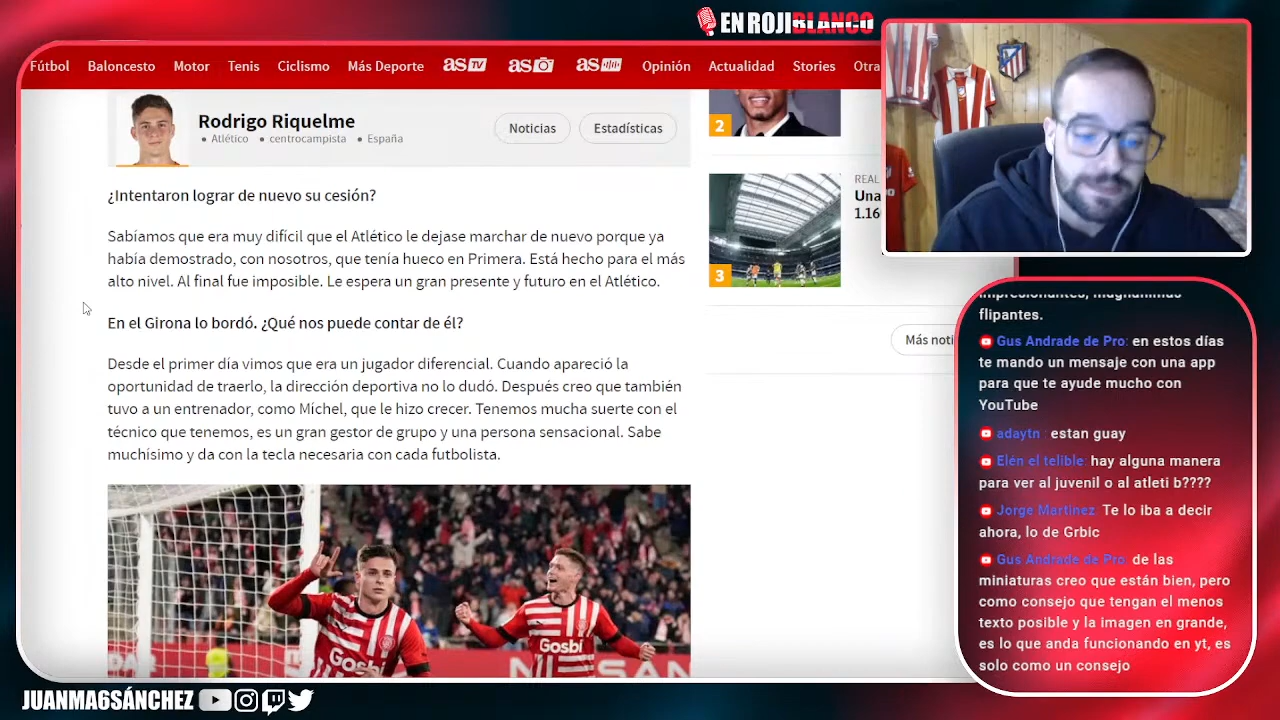 EN ROJIBLANCO
Fútbol Baloncesto Motor Tenis Ciclismo Más Deporte as TV as as Opinión Actualidad Stories Otra
Rodrigo Riquelme
• Atlético • centrocampista • España
Noticias
Estadísticas
¿Intentaron lograr de nuevo su cesión?
Sabíamos que era muy difícil que el Atlético le dejase marchar de nuevo porque ya
había demostrado, con nosotros, que tenía hueco en Primera. Está hecho para el más
alto nivel. Al final fue imposible. Le espera un gran presente y futuro en el Atlético.
En el Girona lo bordó. ¿Qué nos puede contar de él?
Desde el primer día vimos que era un jugador diferencial. Cuando apareció la
oportunidad de traerlo, la dirección deportiva no lo dudó. Después creo que también
tuvo a un entrenador, como Míchel, que le hizo crecer. Tenemos mucha suerte con el
técnico que tenemos, es un gran gestor de grupo y una persona sensacional. Sabe
muchísimo y da con la tecla necesaria con cada futbolista.
Gosbi
Gosbi
2
3
REAL
Una
1.16
Más noti
impresionantes, magnánimas
flipantes.
Gus Andrade de Pro: en estos días
te mando un mensaje con una app
para que te ayude mucho con
YouTube
adaytn : estan guay
Elén el telible: hay alguna manera
para ver al juvenil o al atleti b????
Jorge Martinez: Te lo iba a decir
ahora, lo de Grbic
Gus Andrade de Pro: de las
miniaturas creo que están bien, pero
como consejo que tengan el menos
texto posible y la imagen en grande,
es lo que anda funcionando en yt, es
solo como un consejo
JUANMA6SÁNCHEZ